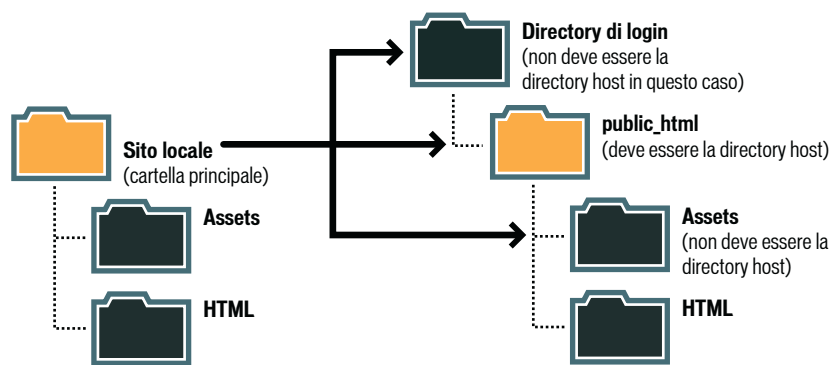 Directory di login
(non deve essere la
directory host in questo caso)
Sito locale
(cartella principale)
public_html
(deve essere la directory host)
Assets
HTML
Assets
(non deve essere la
directory host)
HTML